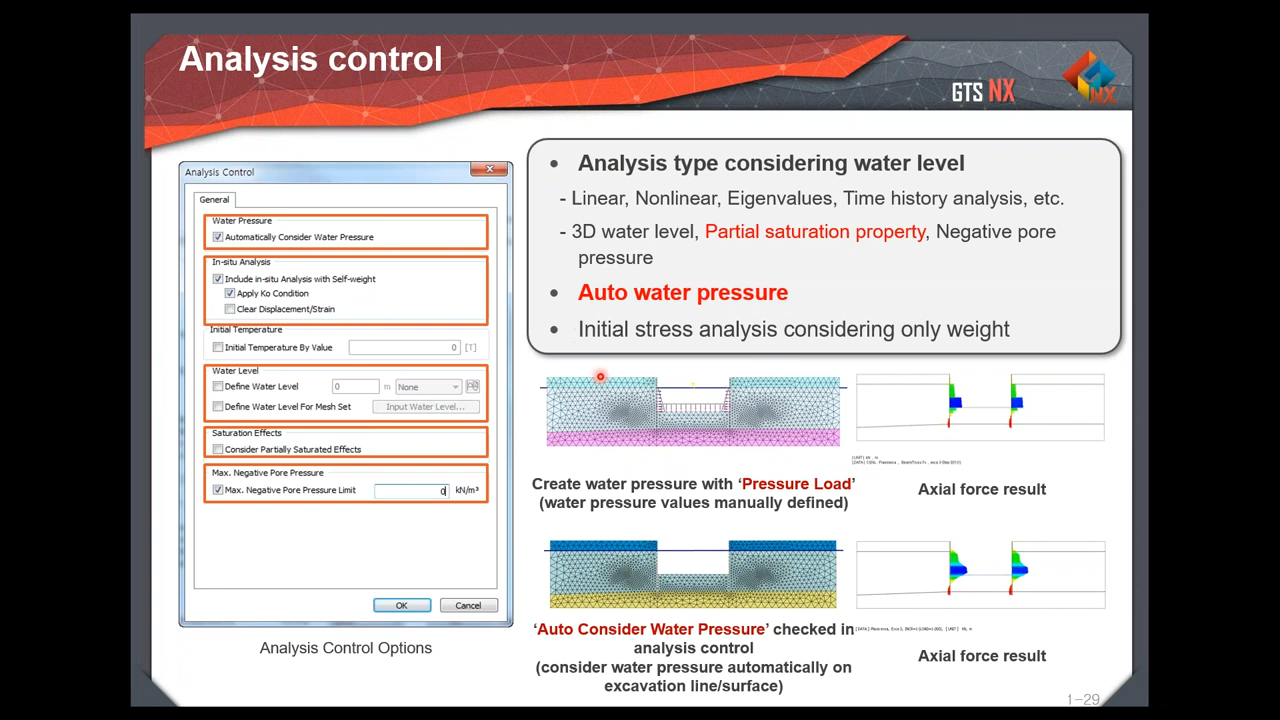 Analysis control
GTS NX
NX
Analysis Control
General
Water Pressure
Automatically Consider Water Pressure
In-situ Analysis
Include in-situ Analysis with Self-weight
Apply Ko Condition
Clear Displacement/Strain
Initial Temperature
Initial Temperature By Value
0
[T]
Water Level
Define Water Level
0
m
None
Define Water Level For Mesh Set
Input Water Level...
Saturation Effects
Consider Partially Saturated Effects
Max. Negative Pore Pressure
Max. Negative Pore Pressure Limit
0
kN/m³
OK
Cancel
Analysis Control Options
• Analysis type considering water level
- Linear, Nonlinear, Eigenvalues, Time history analysis, etc.
- 3D water level, Partial saturation property, Negative pore
pressure
• Auto water pressure
• Initial stress analysis considering only weight
Create water pressure with ‘Pressure Load’
(water pressure values manually defined)
Axial force result
‘Auto Consider Water Pressure’ checked in
analysis control
(consider water pressure automatically on
excavation line/surface)
Axial force result
1-29